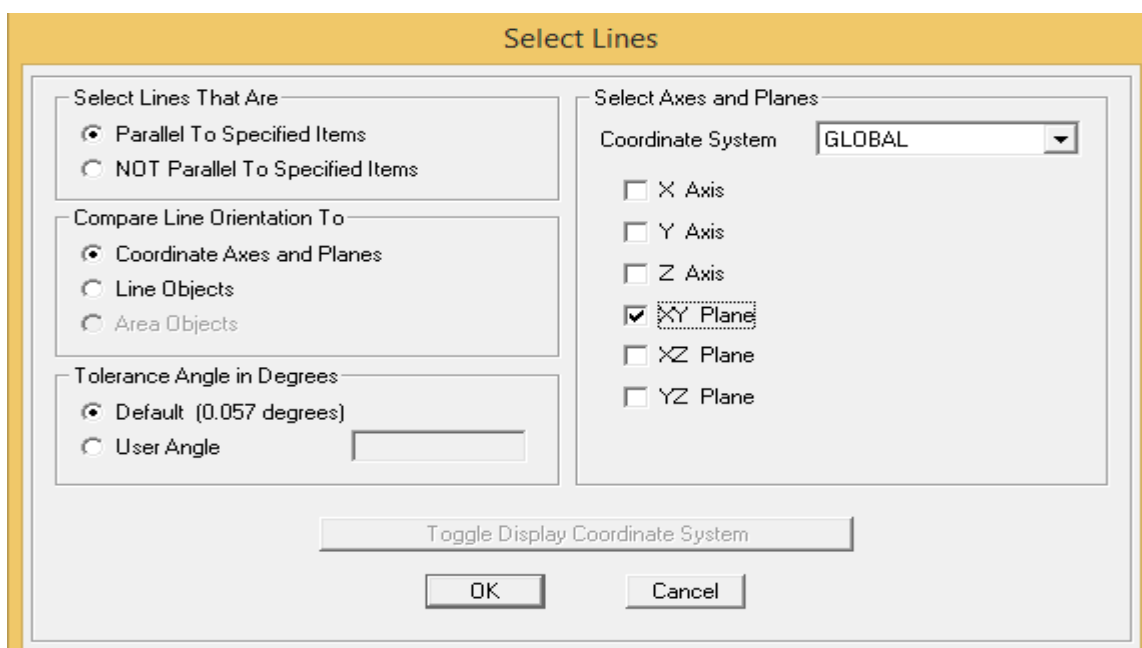 Select Lines
Select Lines That Are
Parallel To Specified Items
NOT Parallel To Specified Items
Compare Line Orientation To
Coordinate Axes and Planes
Line Objects
Area Objects
Tolerance Angle in Degrees
Default (0.057 degrees)
User Angle
Select Axes and Planes
Coordinate System GLOBAL
X Axis
Y Axis
Z Axis
XY Plane
XZ Plane
YZ Plane
Toggle Display Coordinate System
OK Cancel